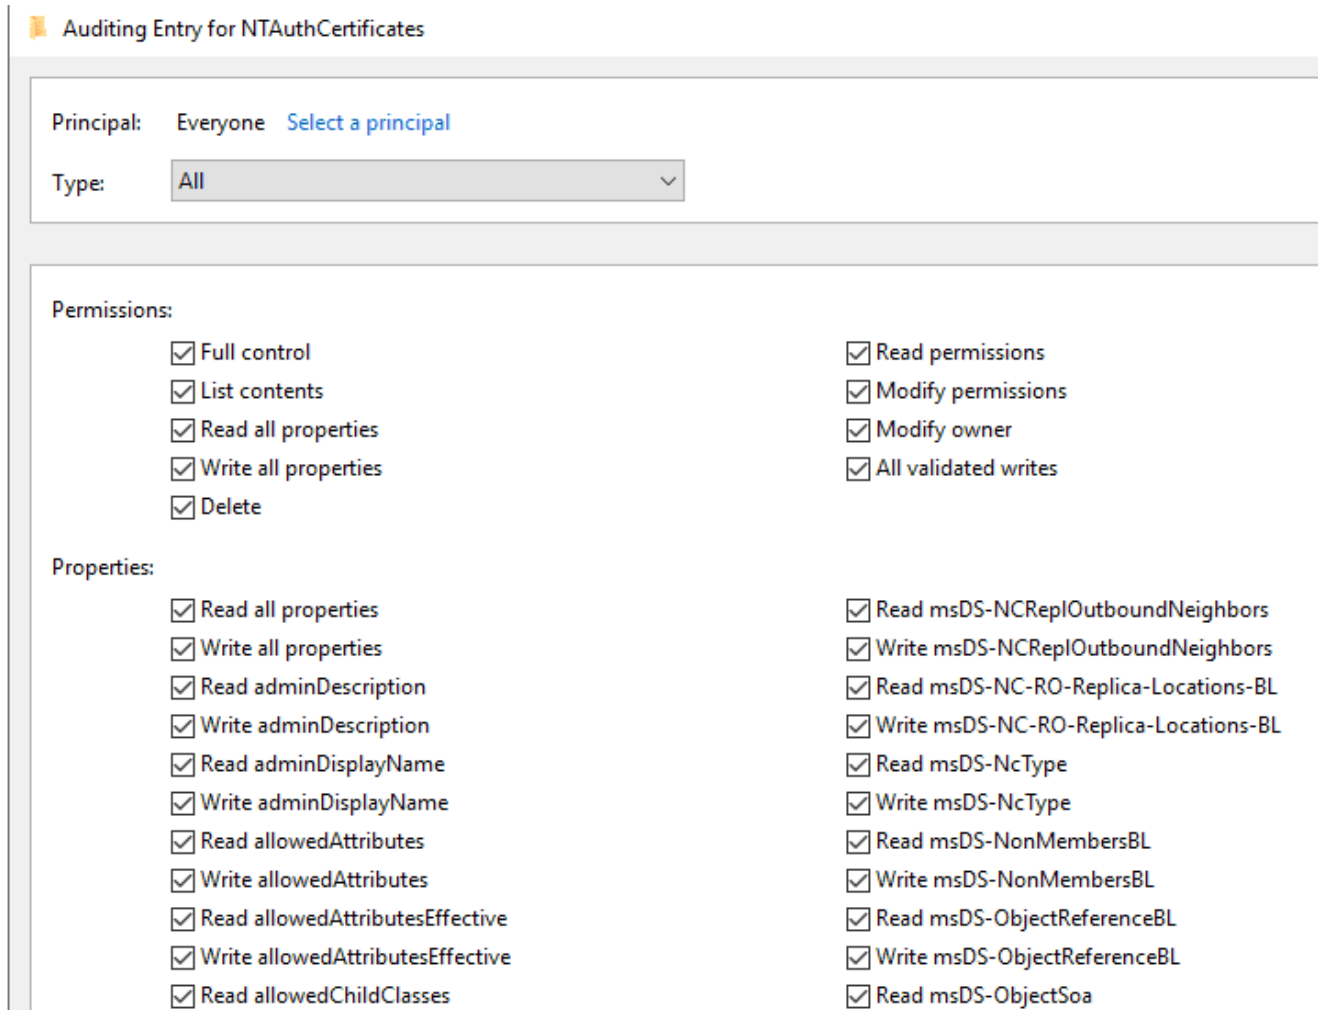 Auditing Entry for NTAuthCertificates
Principal: Everyone Select a principal
Type: All
Permissions:
Full control
List contents
Read all properties
Write all properties
Delete
Read permissions
Modify permissions
Modify owner
All validated writes
Properties:
Read all properties
Write all properties
Read adminDescription
Write adminDescription
Read adminDisplayName
Write adminDisplayName
Read allowedAttributes
Write allowedAttributes
Read allowedAttributesEffective
Write allowedAttributesEffective
Read allowedChildClasses
Read msDS-NCReplOutboundNeighbors
Write msDS-NCReplOutboundNeighbors
Read msDS-NC-RO-Replica-Locations-BL
Write msDS-NC-RO-Replica-Locations-BL
Read msDS-NcType
Write msDS-NcType
Read msDS-NonMembersBL
Write msDS-NonMembersBL
Read msDS-ObjectReferenceBL
Write msDS-ObjectReferenceBL
Read msDS-ObjectSoa